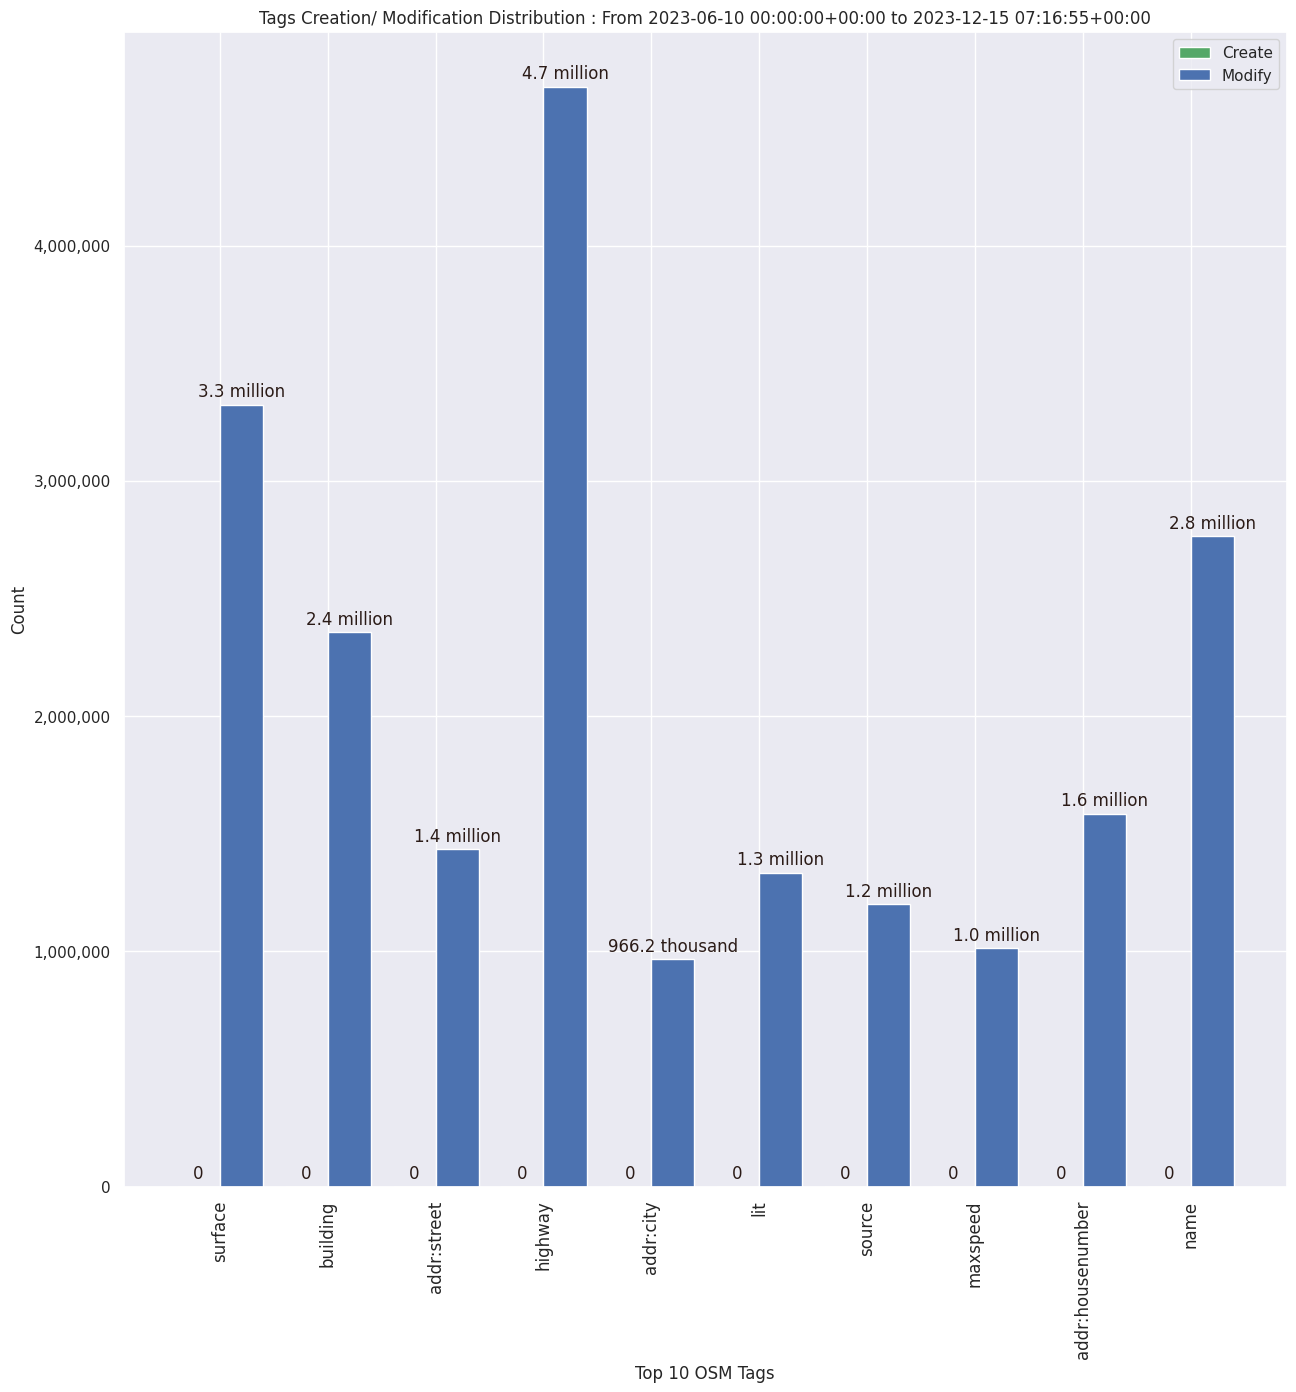 Tags Creation/ Modification Distribution : From 2023-06-10 00:00:00+00:00 to 2023-12-15 07:16:55+00:00
Create
Modify
4.7 million
4,000,000
3.3 million
3,000,000
2.8 million
2.4 million
Count
2,000,000
1.6 million
1.4 million
1.3 million
1.2 million
1.0 million
966.2 thousand
1,000,000
0 0 0 0 0 0 0 0 0 0
0
surface
building
addr:street
highway
addr:city
lit
source
maxspeed
addr:housenumber
name
Top 10 OSM Tags